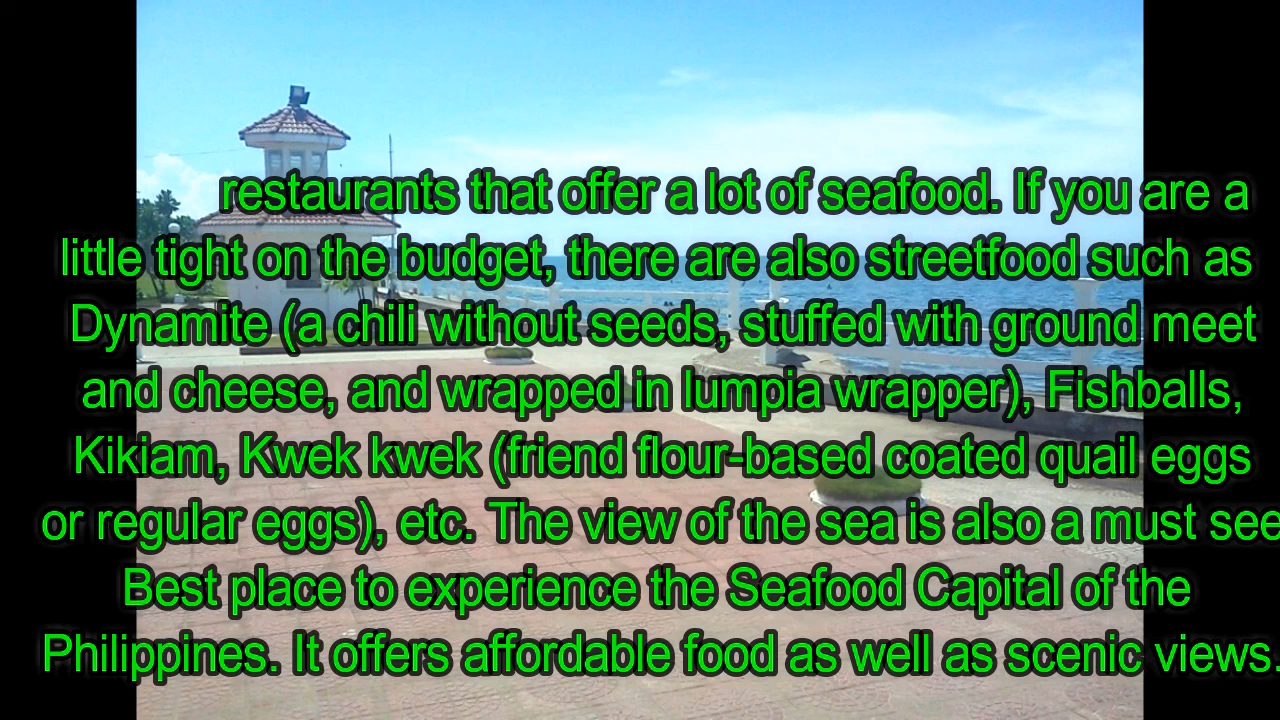 restaurants that offer a lot of seafood. If you are a
little tight on the budget, there are also streetfood such as
Dynamite (a chili without seeds, stuffed with ground meet
and cheese, and wrapped in lumpia wrapper), Fishballs,
Kikiam, Kwek kwek (friend flour-based coated quail eggs
or regular eggs), etc. The view of the sea is also a must see
Best place to experience the Seafood Capital of the
Philippines. It offers affordable food as well as scenic views.